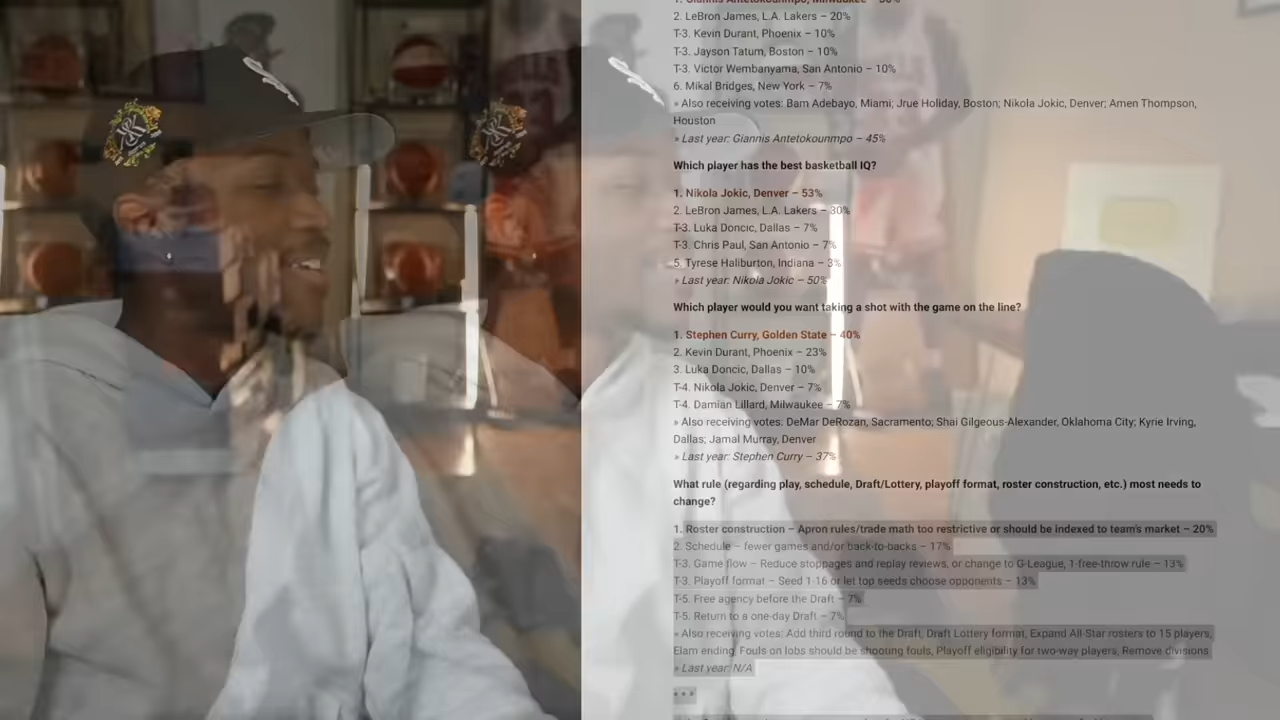 1. Giannis Antetokounmpo, Milwaukee – 30%
2. LeBron James, L.A. Lakers – 20%
T-3. Kevin Durant, Phoenix – 10%
T-3. Jayson Tatum, Boston – 10%
T-3. Victor Wembanyama, San Antonio – 10%
6. Mikal Bridges, New York – 7%
» Also receiving votes: Bam Adebayo, Miami; Jrue Holiday, Boston; Nikola Jokic, Denver; Amen Thompson,
Houston
» Last year: Giannis Antetokounmpo – 45%
Which player has the best basketball IQ?
1. Nikola Jokic, Denver – 53%
2. LeBron James, L.A. Lakers – 30%
T-3. Luka Doncic, Dallas – 7%
T-3. Chris Paul, San Antonio – 7%
5. Tyrese Haliburton, Indiana – 3%
» Last year: Nikola Jokic – 50%
Which player would you want taking a shot with the game on the line?
1. Stephen Curry, Golden State – 40%
2. Kevin Durant, Phoenix – 23%
3. Luka Doncic, Dallas – 10%
T-4. Nikola Jokic, Denver – 7%
T-4. Damian Lillard, Milwaukee – 7%
» Also receiving votes: DeMar DeRozan, Sacramento; Shai Gilgeous-Alexander, Oklahoma City; Kyrie Irving,
Dallas; Jamal Murray, Denver
» Last year: Stephen Curry – 37%
What rule (regarding play, schedule, Draft/Lottery, playoff format, roster construction, etc.) most needs to
change?
1. Roster construction – Apron rules/trade math too restrictive or should be indexed to team's market – 20%
2. Schedule – fewer games and/or back-to-backs – 17%
T-3. Game flow – Reduce stoppages and replay reviews, or change to G-League, 1-free-throw rule – 13%
T-3. Playoff format – Seed 1-16 or let top seeds choose opponents – 13%
T-5. Free agency before the Draft – 7%
T-5. Return to a one-day Draft – 7%
» Also receiving votes: Add third round to the Draft, Draft Lottery format, Expand All-Star rosters to 15 players,
Elam ending, Fouls on lobs should be shooting fouls, Playoff eligibility for two-way players, Remove divisions
» Last year: N/A